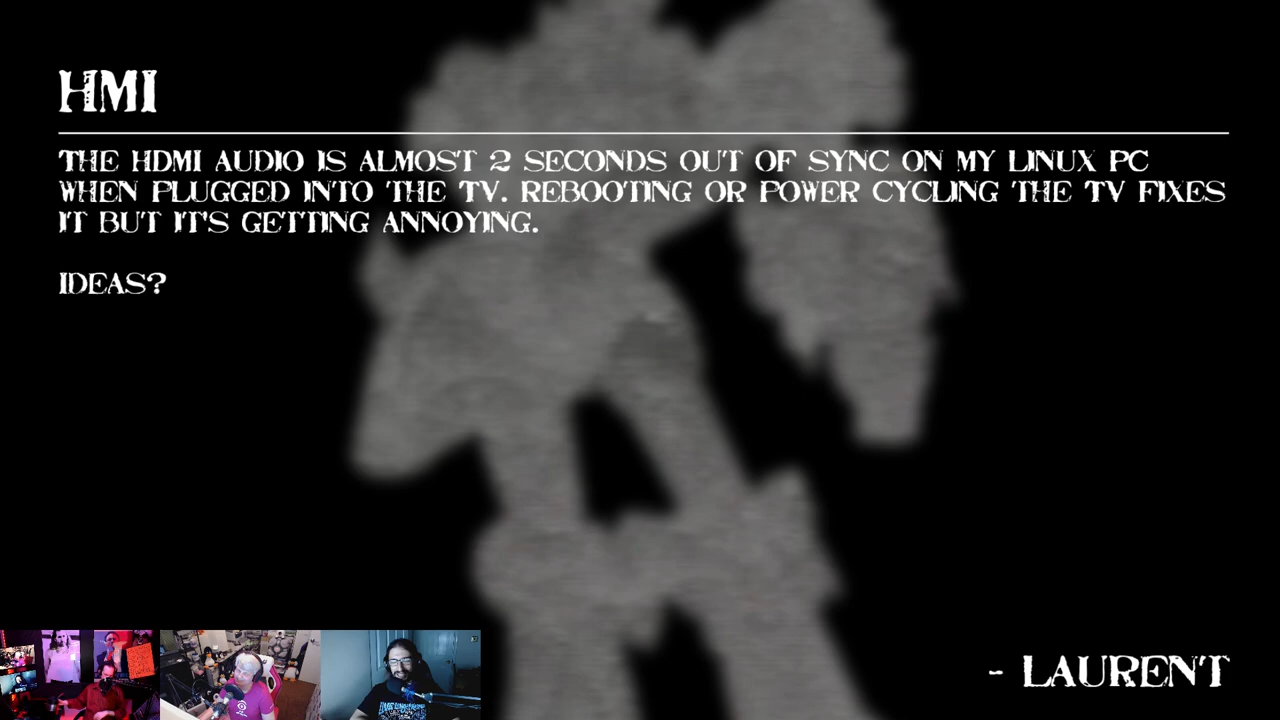 HMI
THE HDMI AUDIO IS ALMOST 2 SECONDS OUT OF SYNC ON MY LINUX PC
WHEN PLUGGED INTO THE TV. REBOOTING OR POWER CYCLING THE TV FIXES
IT BUT IT'S GETTING ANNOYING.
IDEAS?
- LAURENT